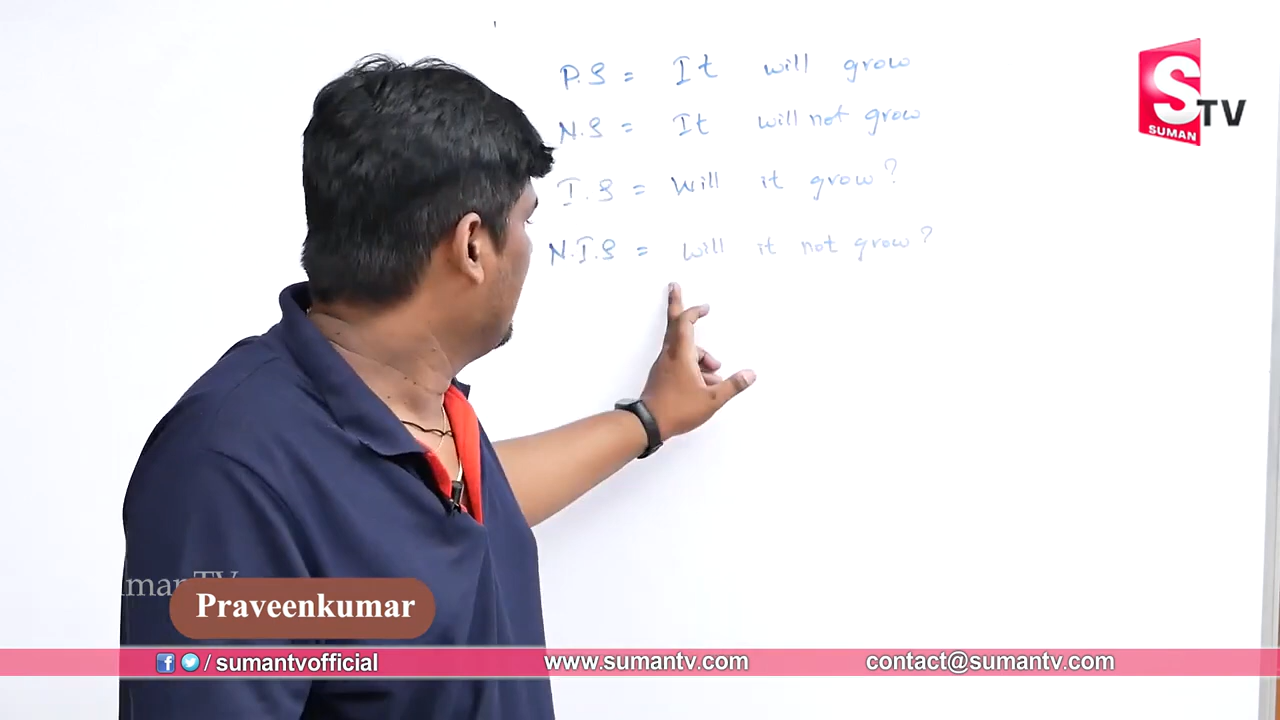 P.S = It will grow
N.S = It will not grow
I.S = Will it grow?
N.I.S = Will it not grow?
S TV
SUMAN
umanTV
Praveenkumar
/ sumantvofficial
www.sumantv.com
contact@sumantv.com